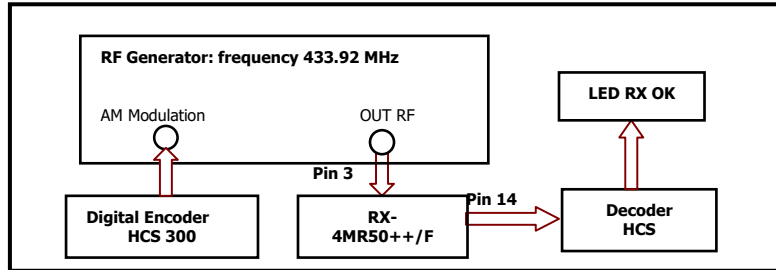 RF Generator: frequency 433.92 MHz
AM Modulation
OUT RF
LED RX OK
Pin 3
Pin 14
Digital Encoder
HCS 300
RX-
4MR50++/F
Decoder
HCS